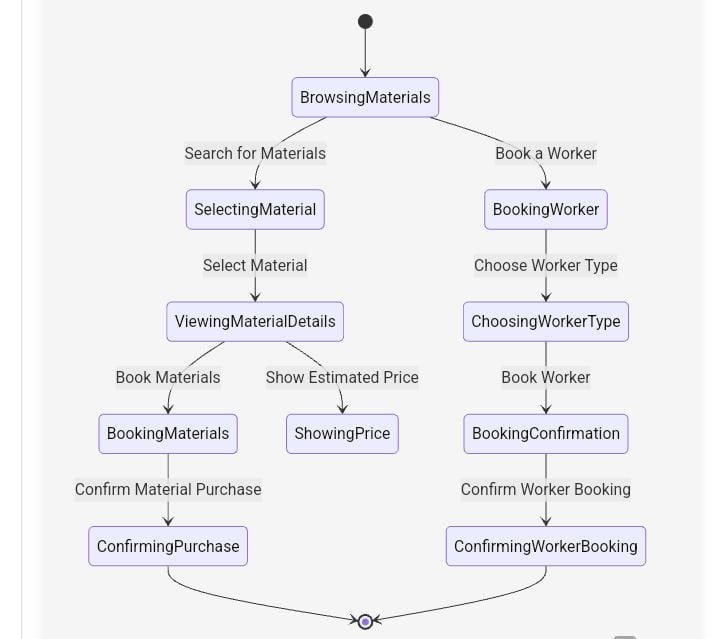 BrowsingMaterials
Search for Materials
Book a Worker
SelectingMaterial
BookingWorker
Select Material
Choose Worker Type
ViewingMaterialDetails
ChoosingWorkerType
Book Materials
Show Estimated Price
Book Worker
BookingMaterials
ShowingPrice
BookingConfirmation
Confirm Material Purchase
Confirm Worker Booking
ConfirmingPurchase
ConfirmingWorkerBooking